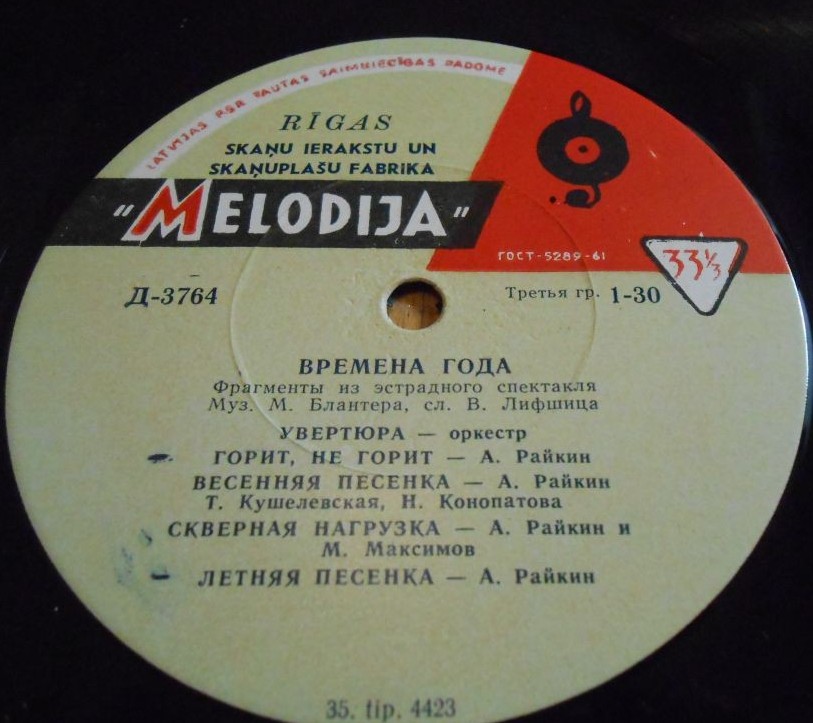 LATVIJAS PSR TAUTAS SAIMNIECĪBAS PADOME
RĪGAS
SKAŅU IERAKSTU UN
SKAŅUPLAŠU FABRIKA
"MELODIJA"
ГОСТ-5289-61
33⅓
Д-3764
Третья гр. 1-30
ВРЕМЕНА ГОДА
Фрагменты из эстрадного спектакля
Муз. М. Блантера, сл. В. Лифшица
УВЕРТЮРА — оркестр
ГОРИТ, НЕ ГОРИТ — А. Райкин
ВЕСЕННЯЯ ПЕСЕНКА — А. Райкин
Т. Кушелевская, Н. Конопатова
СКВЕРНАЯ НАГРУЗКА — А. Райкин и
М. Максимов
ЛЕТНЯЯ ПЕСЕНКА — А. Райкин
35. tip. 4423